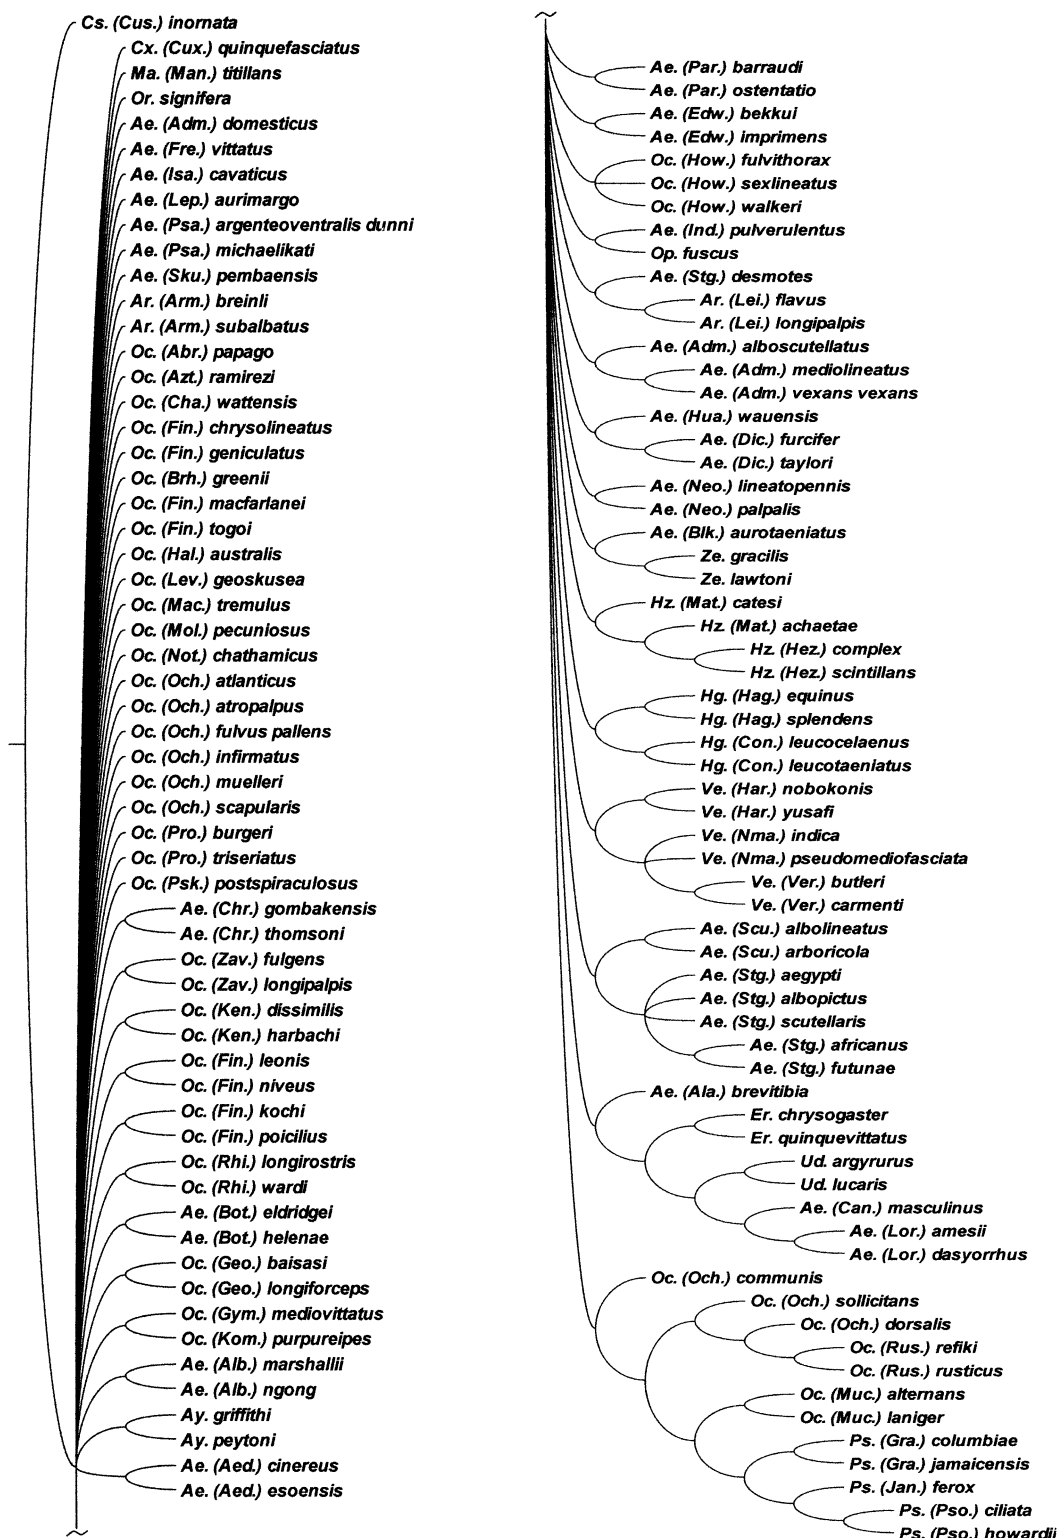 Cs. (Cus.) inornata
Cx. (Cux.) quinquefasciatus
Ma. (Man.) titillans
Or. signifera
Ae. (Adm.) domesticus
Ae. (Fre.) vittatus
Ae. (Isa.) cavaticus
Ae. (Lep.) aurimargo
Ae. (Psa.) argenteoventralis dunni
Ae. (Psa.) michaelikati
Ae. (Sku.) pembaensis
Ar. (Arm.) breinli
Ar. (Arm.) subalbatus
Oc. (Abr.) papago
Oc. (Azt.) ramirezi
Oc. (Cha.) wattensis
Oc. (Fin.) chrysolineatus
Oc. (Fin.) geniculatus
Oc. (Brh.) greenii
Oc. (Fin.) macfarlanei
Oc. (Fin.) togoi
Oc. (Hal.) australis
Oc. (Lev.) geoskusea
Oc. (Mac.) tremulus
Oc. (Mol.) pecuniosus
Oc. (Not.) chathamicus
Oc. (Och.) atlanticus
Oc. (Och.) atropalpus
Oc. (Och.) fulvus pallens
Oc. (Och.) infirmatus
Oc. (Och.) muelleri
Oc. (Och.) scapularis
Oc. (Pro.) burgeri
Oc. (Pro.) triseriatus
Oc. (Psk.) postspiraculosus
Ae. (Chr.) gombakensis
Ae. (Chr.) thomsoni
Oc. (Zav.) fulgens
Oc. (Zav.) longipalpis
Oc. (Ken.) dissimilis
Oc. (Ken.) harbachi
Oc. (Fin.) leonis
Oc. (Fin.) niveus
Oc. (Fin.) kochi
Oc. (Fin.) poicilius
Oc. (Rhi.) longirostris
Oc. (Rhi.) wardi
Ae. (Bot.) eldridgei
Ae. (Bot.) helenae
Oc. (Geo.) baisasi
Oc. (Geo.) longiforceps
Oc. (Gym.) mediovittatus
Oc. (Kom.) purpureipes
Ae. (Alb.) marshallii
Ae. (Alb.) ngong
Ay. griffithi
Ay. peytoni
Ae. (Aed.) cinereus
Ae. (Aed.) esoensis
Ae. (Par.) barraudi
Ae. (Par.) ostentatio
Ae. (Edw.) bekkui
Ae. (Edw.) imprimens
Oc. (How.) fulvithorax
Oc. (How.) sexlineatus
Oc. (How.) walkeri
Ae. (Ind.) pulverulentus
Op. fuscus
Ae. (Stg.) desmotes
Ar. (Lei.) flavus
Ar. (Lei.) longipalpis
Ae. (Adm.) alboscutellatus
Ae. (Adm.) mediolineatus
Ae. (Adm.) vexans vexans
Ae. (Hua.) wauensis
Ae. (Dic.) furcifer
Ae. (Dic.) taylori
Ae. (Neo.) lineatopennis
Ae. (Neo.) palpalis
Ae. (Blk.) aurotaeniatus
Ze. gracilis
Ze. lawtoni
Hz. (Mat.) catesi
Hz. (Mat.) achaetae
Hz. (Hez.) complex
Hz. (Hez.) scintillans
Hg. (Hag.) equinus
Hg. (Hag.) splendens
Hg. (Con.) leucocelaenus
Hg. (Con.) leucotaeniatus
Ve. (Har.) nobokonis
Ve. (Har.) yusafi
Ve. (Nma.) indica
Ve. (Nma.) pseudomediofasciata
Ve. (Ver.) butleri
Ve. (Ver.) carmenti
Ae. (Scu.) albolineatus
Ae. (Scu.) arboricola
Ae. (Stg.) aegypti
Ae. (Stg.) albopictus
Ae. (Stg.) scutellaris
Ae. (Stg.) africanus
Ae. (Stg.) futunae
Ae. (Ala.) brevitibia
Er. chrysogaster
Er. quinquevittatus
Ud. argyrurus
Ud. lucaris
Ae. (Can.) masculinus
Ae. (Lor.) amesii
Ae. (Lor.) dasyorrhus
Oc. (Och.) communis
Oc. (Och.) sollicitans
Oc. (Och.) dorsalis
Oc. (Rus.) refiki
Oc. (Rus.) rusticus
Oc. (Muc.) alternans
Oc. (Muc.) laniger
Ps. (Gra.) columbiae
Ps. (Gra.) jamaicensis
Ps. (Jan.) ferox
Ps. (Pso.) ciliata
Ps. (Pso.) howardii